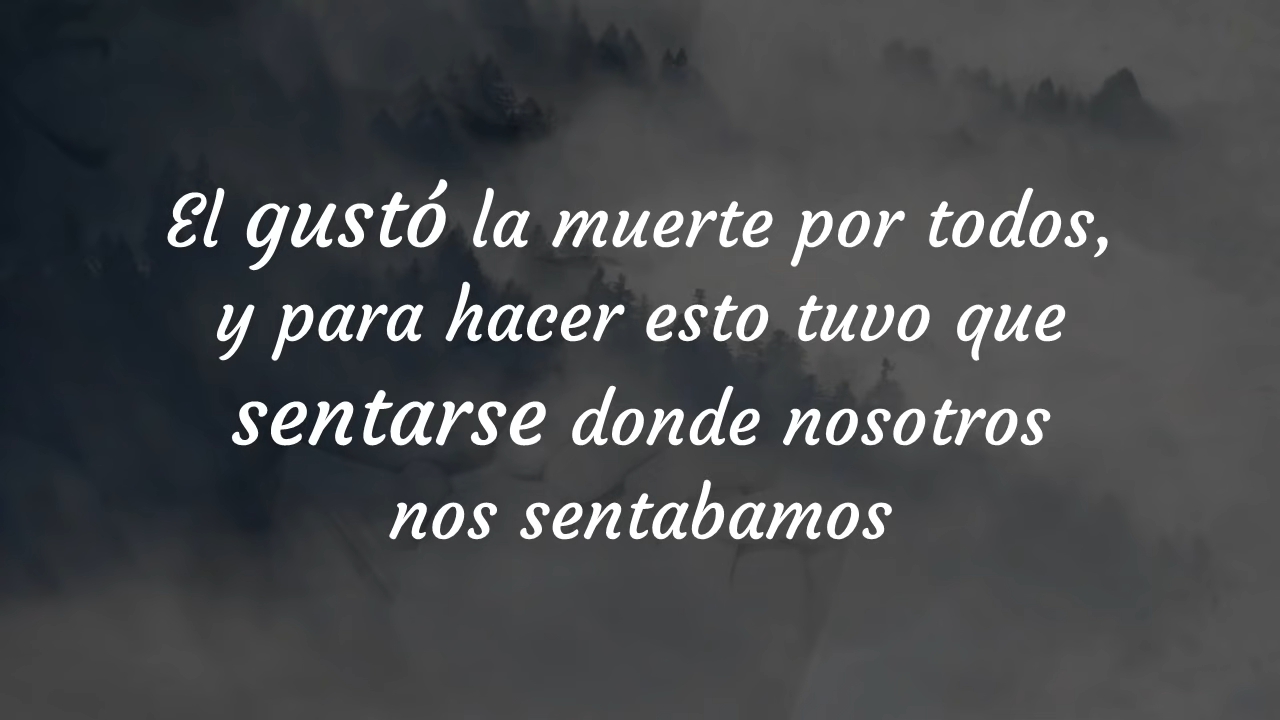 El gustó la muerte por todos,
y para hacer esto tuvo que
sentarse donde nosotros
nos sentabamos